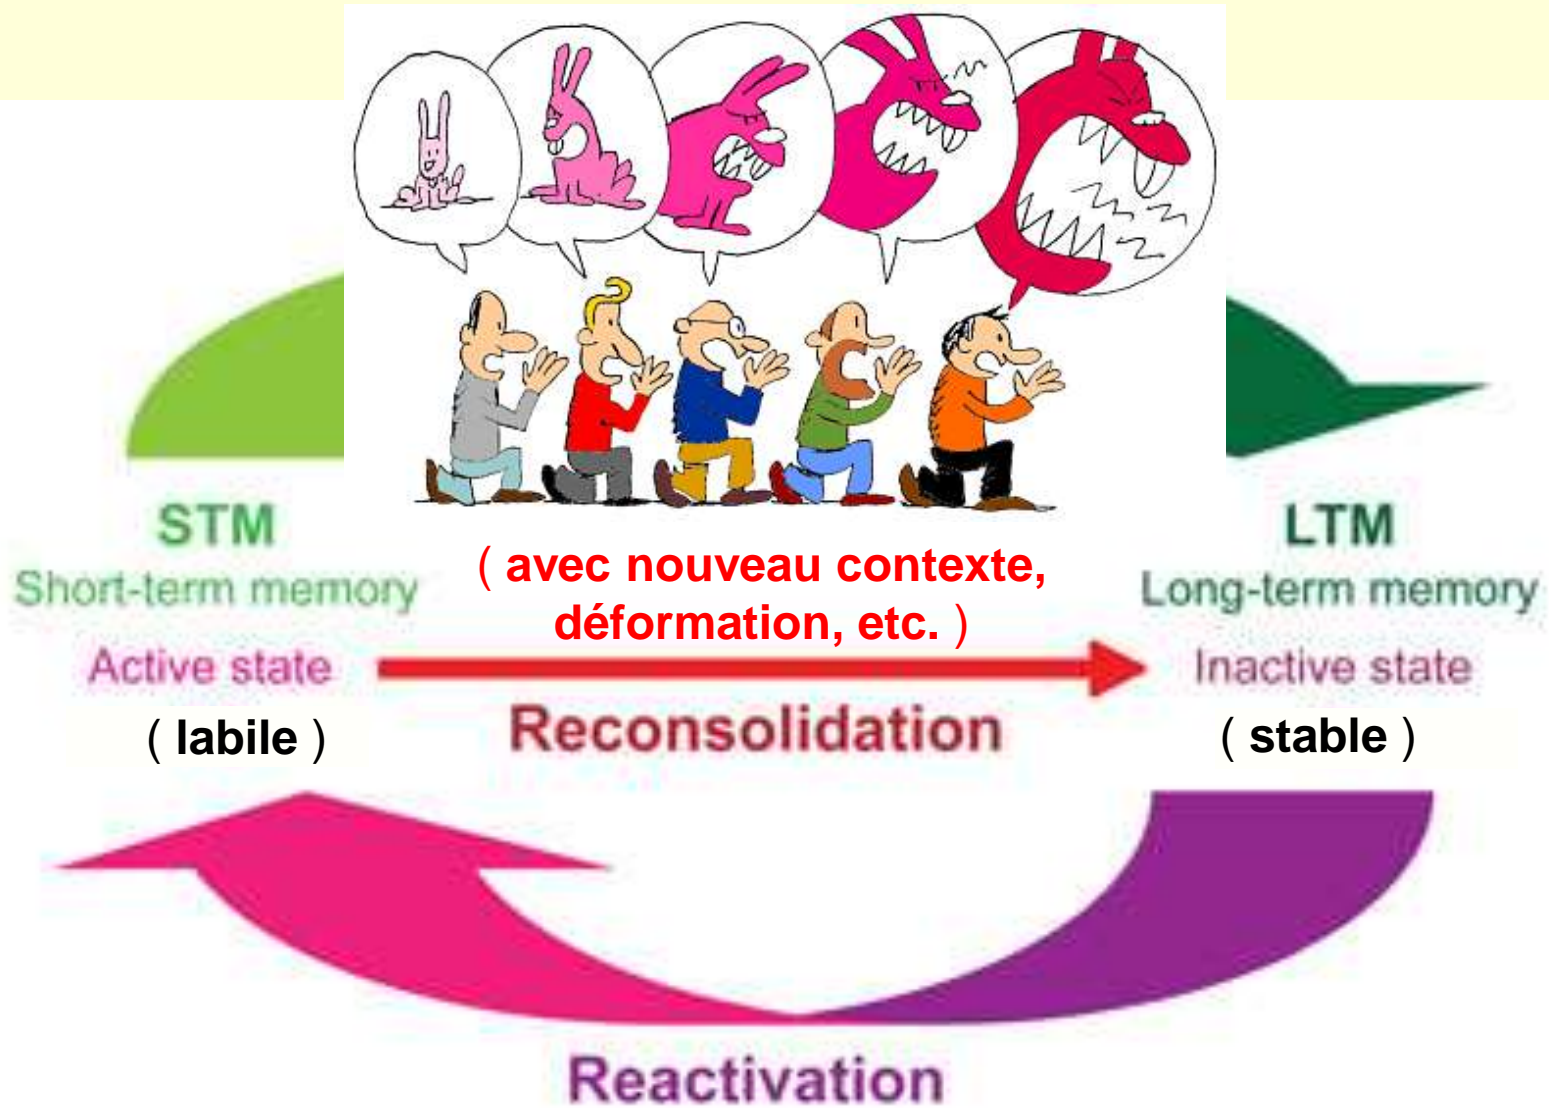 STM
Short-term memory
Active state
( labile )
( avec nouveau contexte,
déformation, etc. )
Reconsolidation
LTM
Long-term memory
Inactive state
( stable )
Reactivation